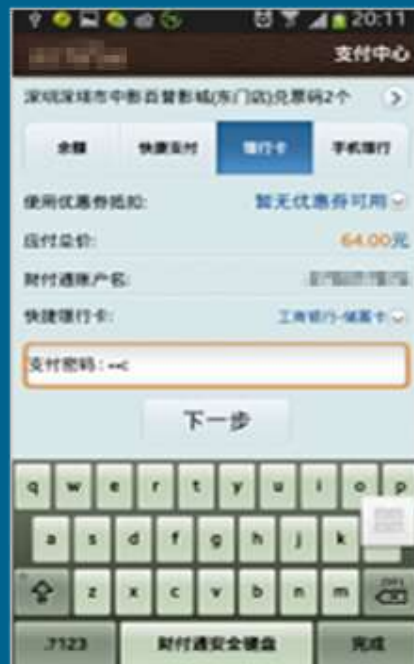 20:11
支付中心
深圳深圳市中影百誉影城(东门店)兑票码2个
余额 快捷支付 银行卡 手机银行
使用优惠券抵扣: 暂无优惠券可用
应付总价: 64.00元
财付通账户名:
快捷银行卡: 工商银行-储蓄卡
支付密码:
下一步
q w e r t y u i o p
a s d f g h j k
z x c v b n m
.?123 财付通安全键盘 完成